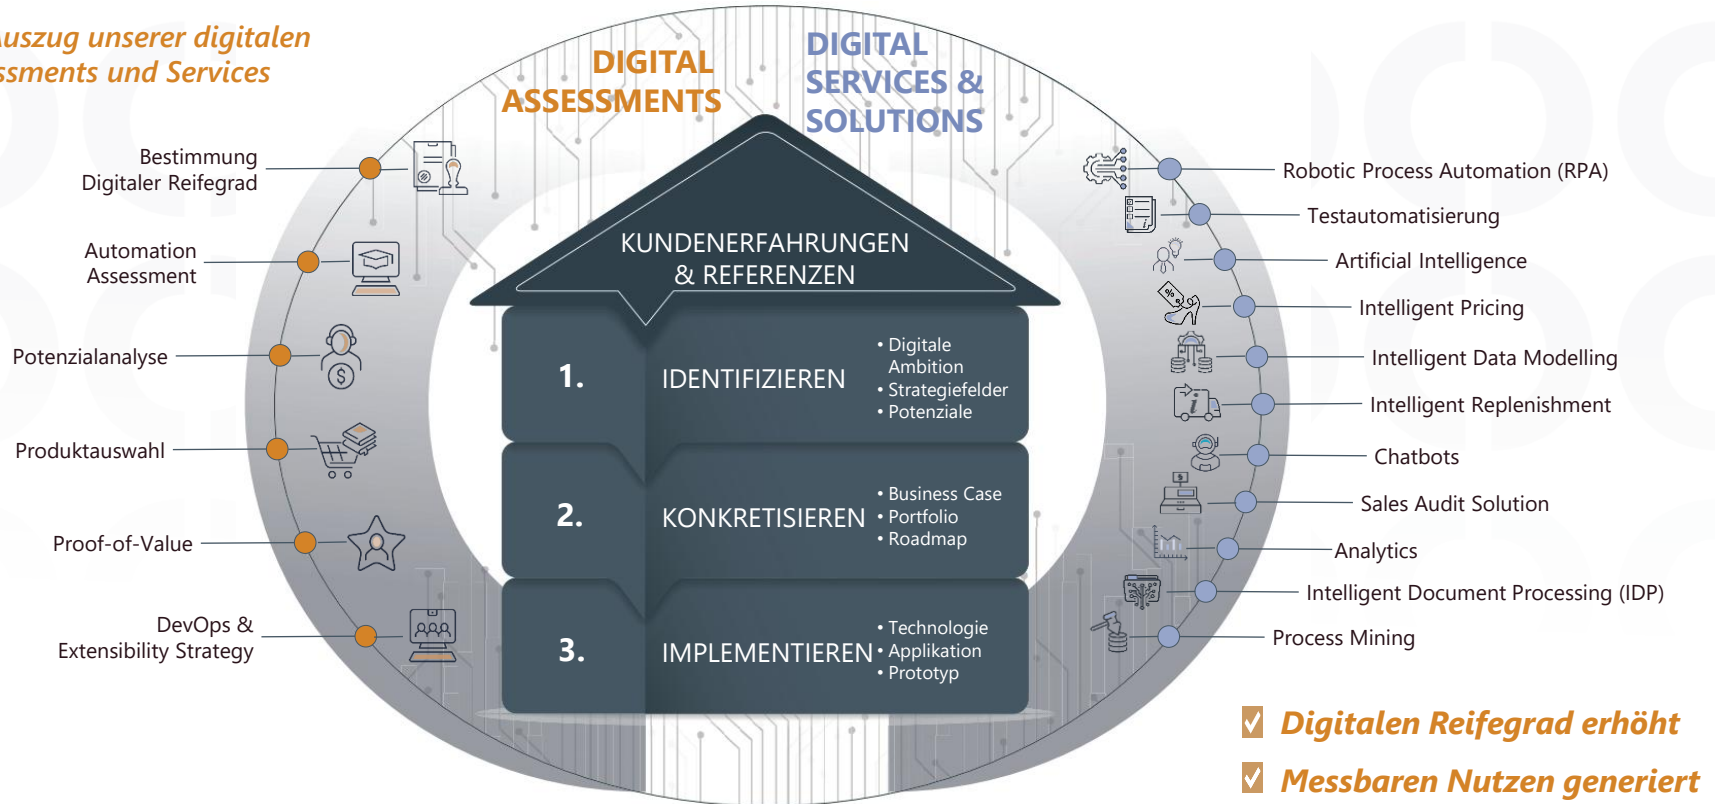 Auszug unserer digitalen
ssments und Services
DIGITAL
ASSESSMENTS
DIGITAL
SERVICES &
SOLUTIONS
Bestimmung
Digitaler Reifegrad
Automation
Assessment
Potenzialanalyse
Produktauswahl
Proof-of-Value
DevOps &
Extensibility Strategy
KUNDENERFAHRUNGEN
& REFERENZEN
1.
IDENTIFIZIEREN
• Digitale
Ambition
• Strategiefelder
• Potenziale
2.
KONKRETISIEREN
• Business Case
• Portfolio
• Roadmap
3.
IMPLEMENTIEREN
• Technologie
• Applikation
• Prototyp
Robotic Process Automation (RPA)
Testautomatisierung
Artificial Intelligence
Intelligent Pricing
Intelligent Data Modelling
Intelligent Replenishment
Chatbots
Sales Audit Solution
Analytics
Intelligent Document Processing (IDP)
Process Mining
Digitalen Reifegrad erhöht
Messbaren Nutzen generiert